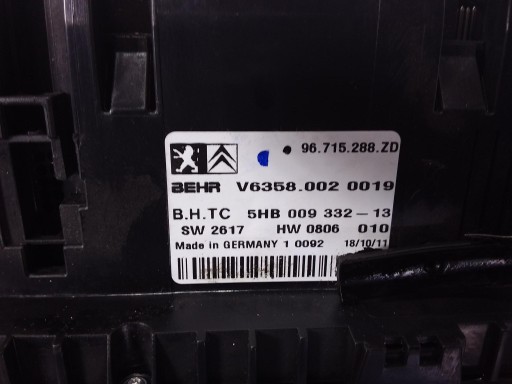 96.715.288.ZD
BEHR V6358.002 0019
B.H.TC 5HB 009 332-13
SW 2617 HW 0806 010
Made in GERMANY 1 0092 18/10/11